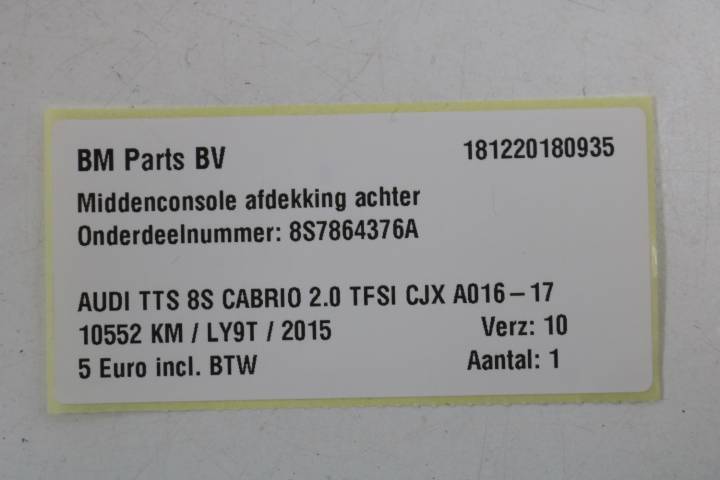 BM Parts BV 181220180935
Middenconsole afdekking achter
Onderdeelnummer: 8S7864376A
AUDI TTS 8S CABRIO 2.0 TFSI CJX A016-17
10552 KM / LY9T / 2015 Verz: 10
5 Euro incl. BTW Aantal: 1